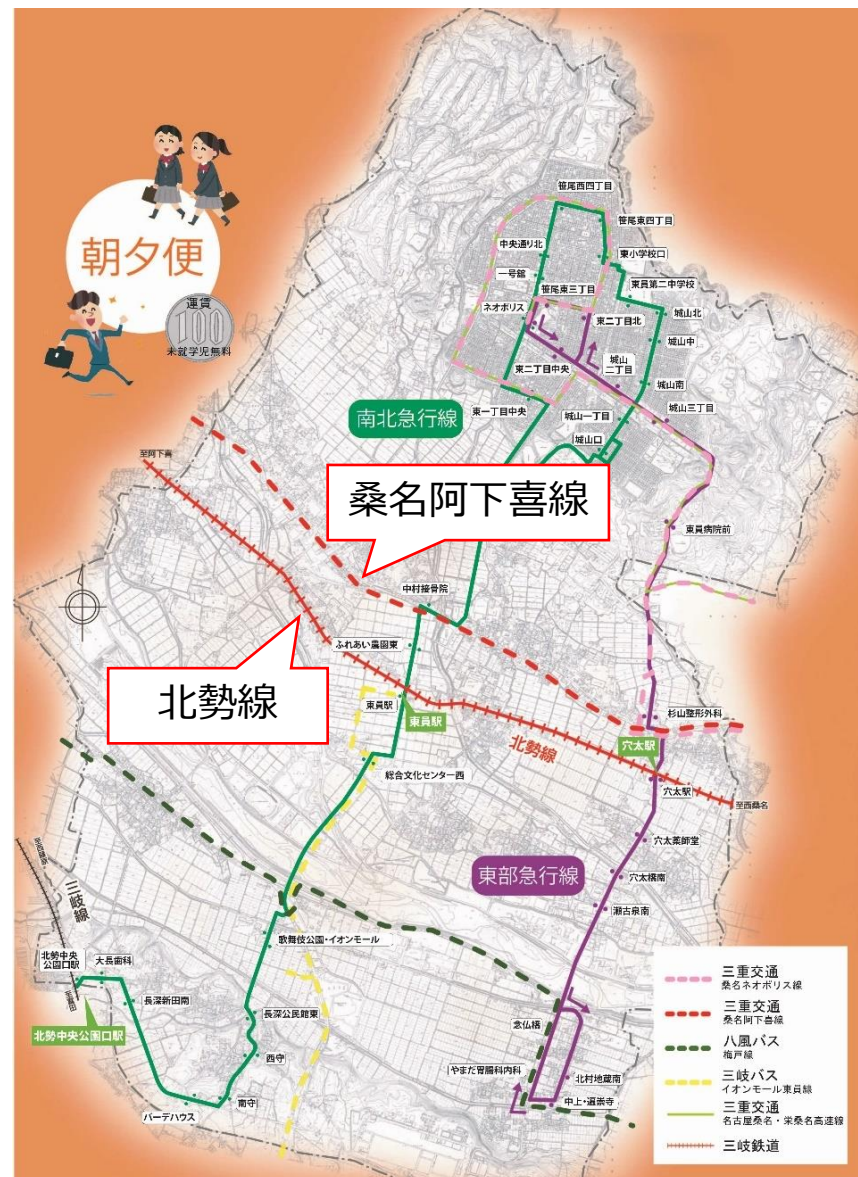 朝夕便
運賃
100
未就学児無料
笹尾西四丁目
笹尾東四丁目
中央通り北
東小学校口
一号舘
東員第二中学校
笹尾東三丁目
ネオポリス
城山北
東二丁目北
城山中
東二丁目中央
城山
二丁目
城山南
東一丁目中央
城山一丁目
城山三丁目
南北急行線
城山口
至阿下喜
桑名阿下喜線
東員病院前
中村接骨院
ふれあい農園東
北勢線
東員駅
東員駅
杉山整形外科
北勢線
穴太駅
総合文化センター西
穴太駅
至西桑名
穴太薬師堂
東部急行線
穴太橋南
三岐線
瀬古泉南
歌舞伎公園・イオンモール
北勢中央
公園口駅
大長歯科
長深新田南
長深公民館東
念仏橋
北勢中央公園口駅
西守
やまだ胃腸科内科
北村地蔵南
南守
中上・遍崇寺
バーデハウス
三重交通
桑名ネオポリス線
三重交通
桑名阿下喜線
八風バス
梅戸線
三岐バス
イオンモール東員線
三重交通
名古屋桑名・栄桑名高速線
三岐鉄道